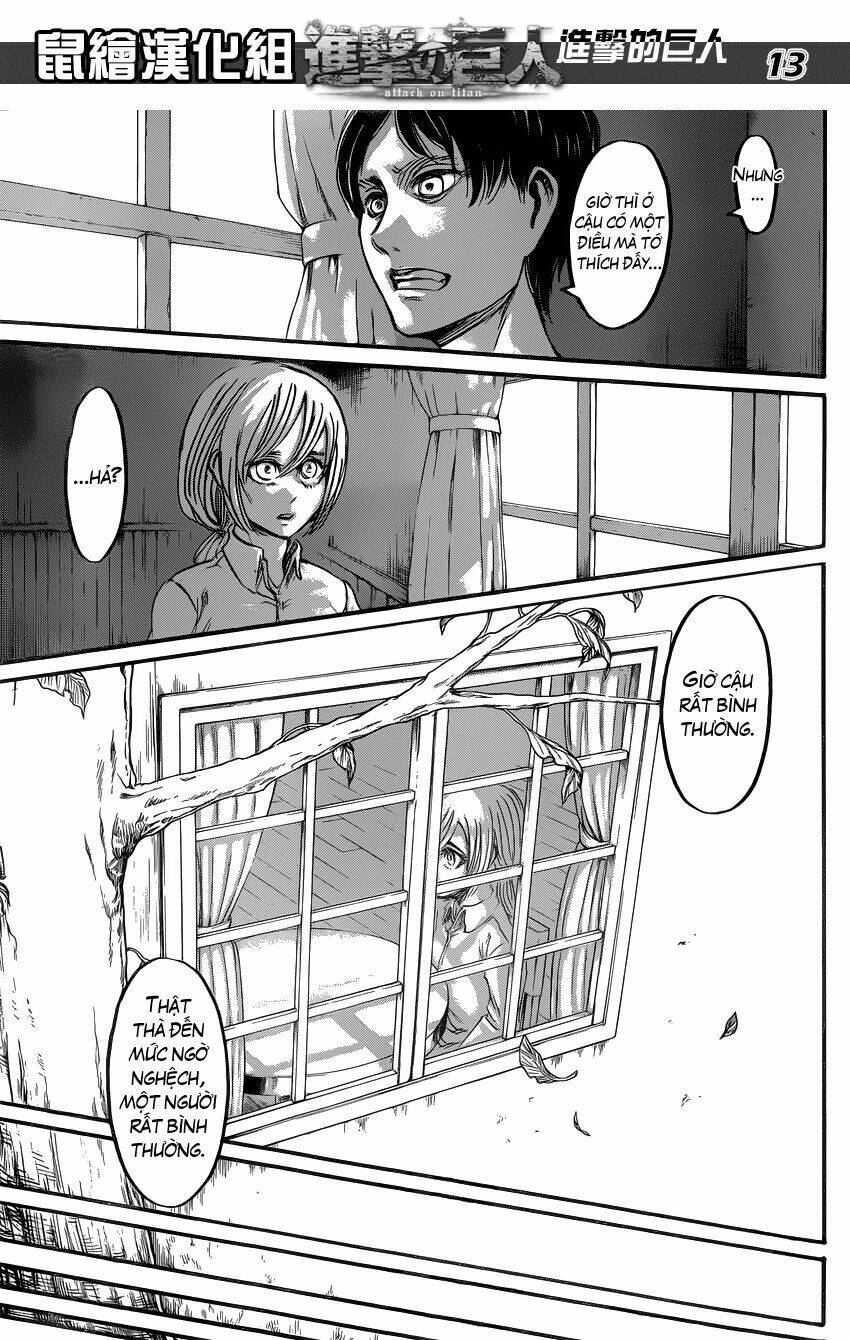 鼠繪漢化組
進撃の巨人
attack on titan
進擊的巨人
13
NHƯNG
...
GIỜ THÌ Ở
CẬU CÓ MỘT
ĐIỀU MÀ TỚ
THÍCH ĐẤY...
...HẢ?
GIỜ CẬU
RẤT BÌNH
THƯỜNG.
THẬT
THÀ ĐẾN
MỨC NGỜ
NGHỆCH,
MỘT NGƯỜI
RẤT BÌNH
THƯỜNG.